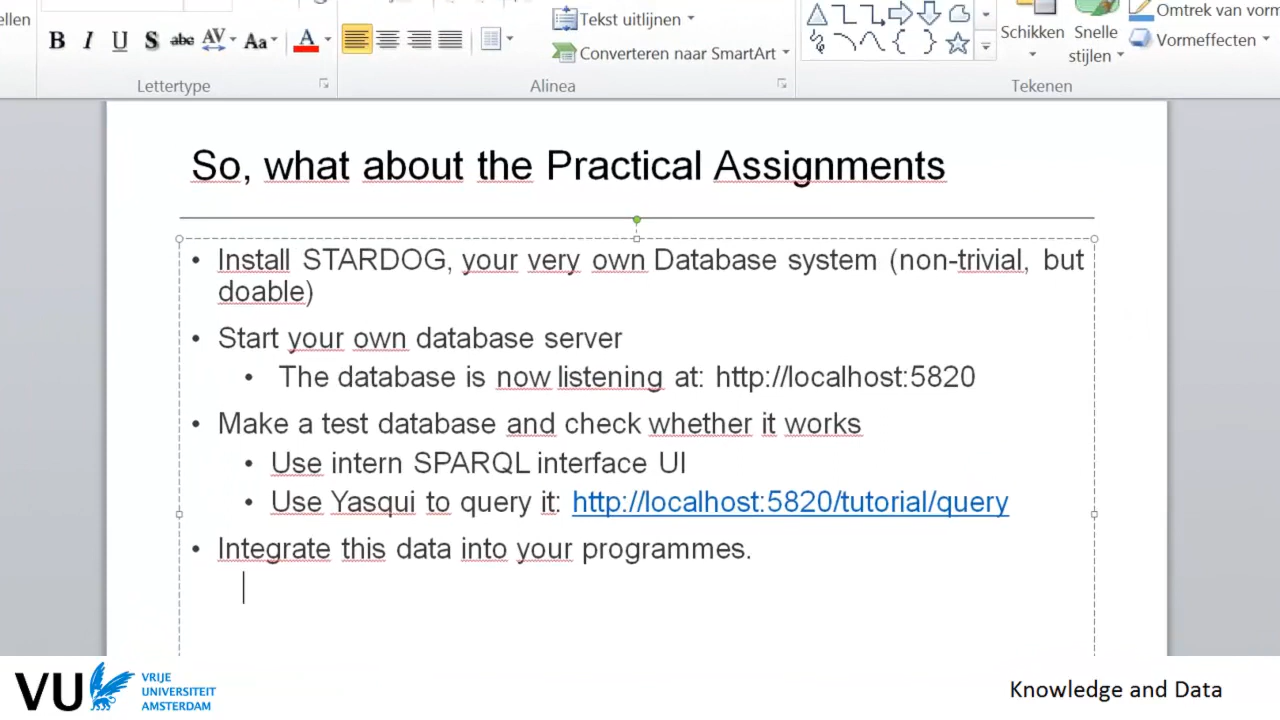 ellen
Tekst uitlijnen
Omtrek van vorm
B I U S abc AV Aa A
Converteren naar SmartArt
Schikken
Snelle
stijlen
Vormeffecten
Lettertype
Alinea
Tekenen
So, what about the Practical Assignments
• Install STARDOG, your very own Database system (non-trivial, but
doable)
• Start your own database server
• The database is now listening at: http://localhost:5820
• Make a test database and check whether it works
• Use intern SPARQL interface UI
• Use Yasqui to query it: http://localhost:5820/tutorial/query
• Integrate this data into your programmes.
VU
VRIJE
UNIVERSITEIT
AMSTERDAM
Knowledge and Data